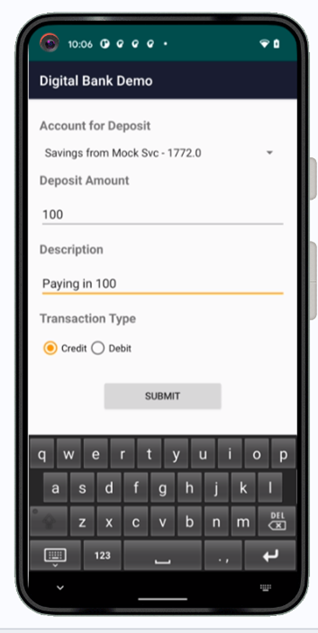 10:06
Digital Bank Demo
Account for Deposit
Savings from Mock Svc - 1772.0
Deposit Amount
100
Description
Paying in 100
Transaction Type
Credit Debit
SUBMIT
q w e r t y u i o p
a s d f g h j k l
z x c v b n m DEL
123 . ,